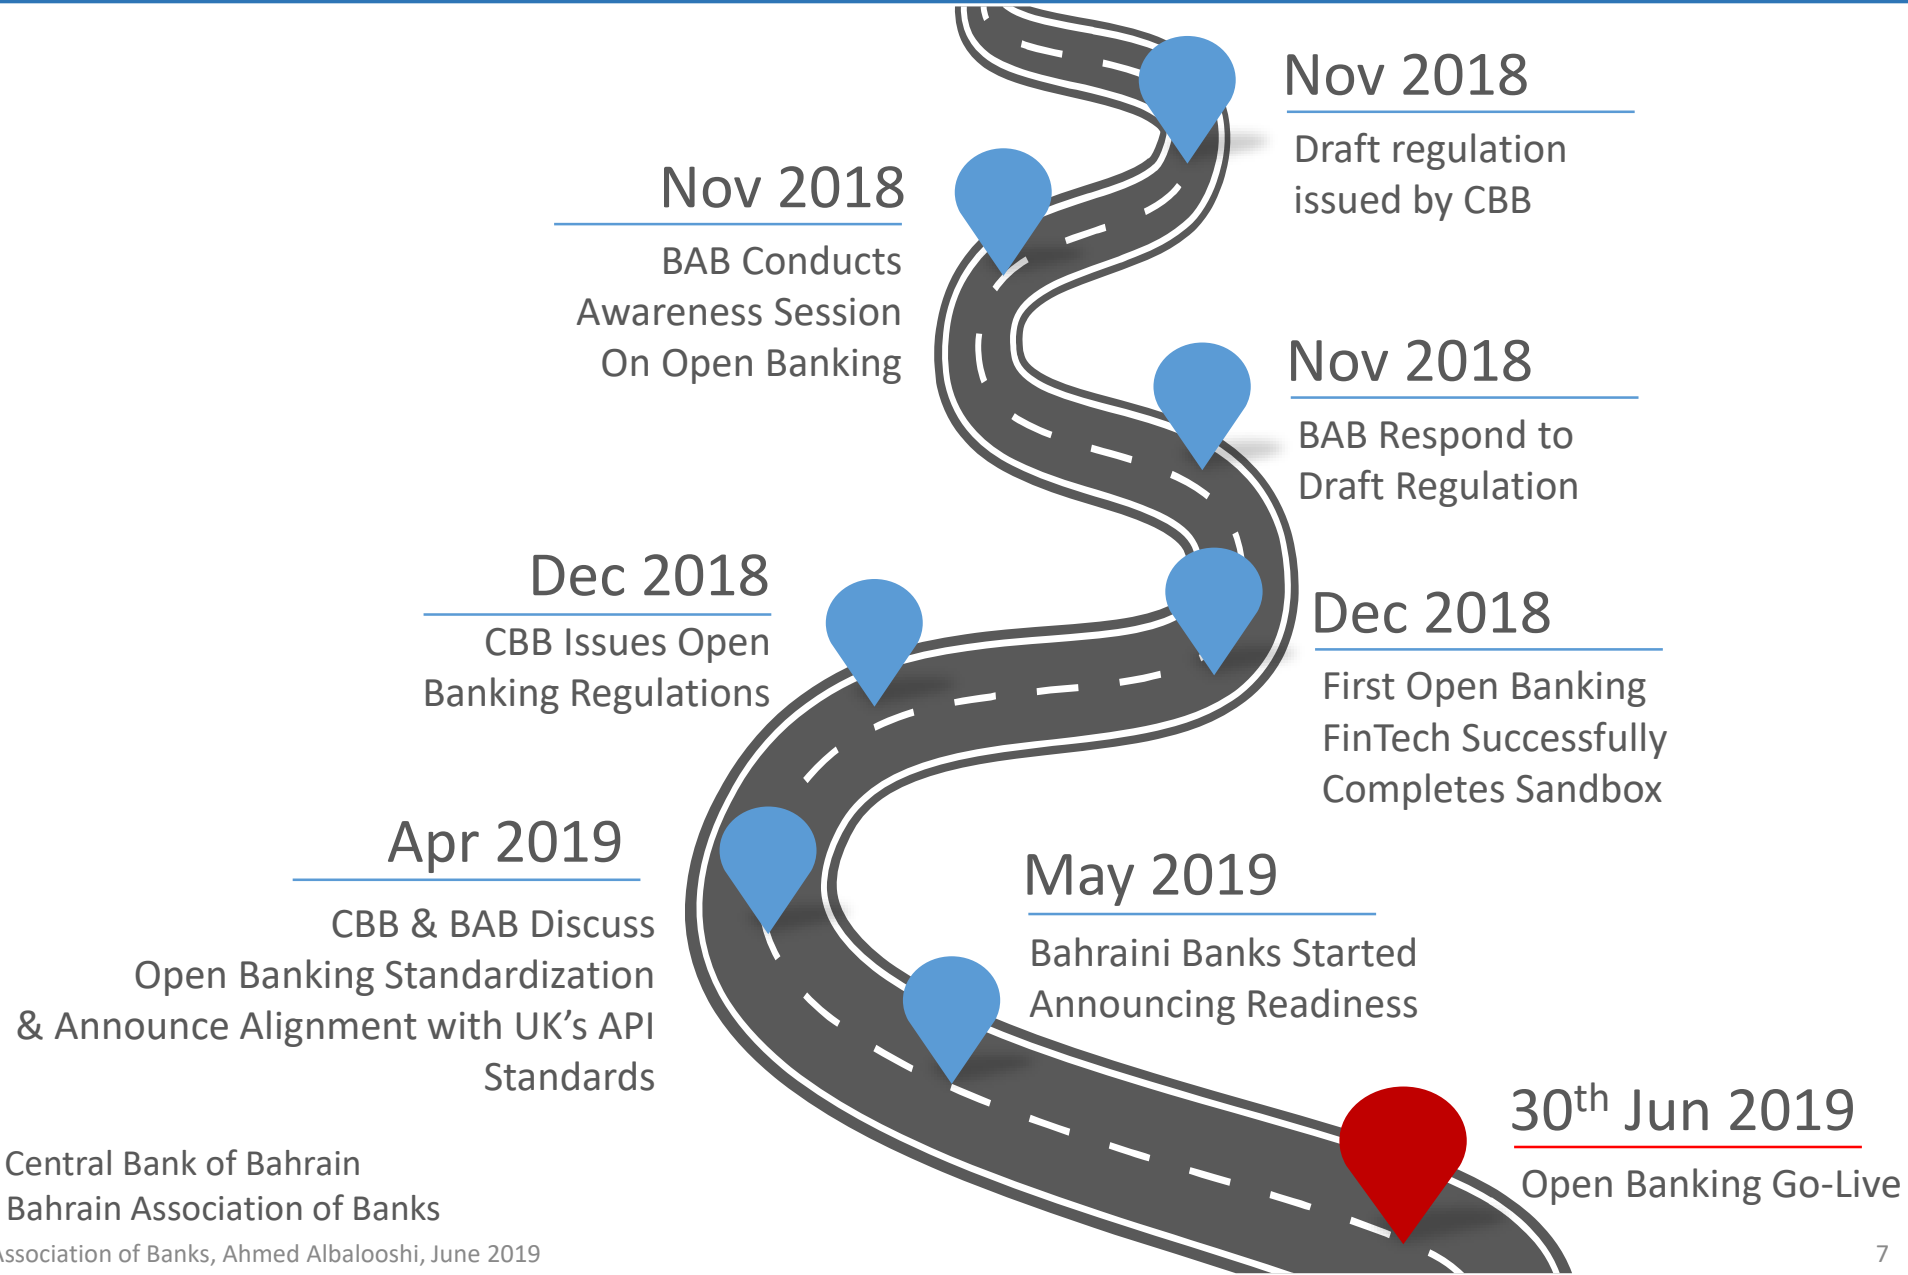 Nov 2018
Draft regulation
issued by CBB
Nov 2018
BAB Conducts
Awareness Session
On Open Banking
Nov 2018
BAB Respond to
Draft Regulation
Dec 2018
First Open Banking
FinTech Successfully
Completes Sandbox
Dec 2018
CBB Issues Open
Banking Regulations
Apr 2019
CBB & BAB Discuss
Open Banking Standardization
& Announce Alignment with UK’s API
Standards
May 2019
Bahraini Banks Started
Announcing Readiness
30th Jun 2019
Open Banking Go-Live
Central Bank of Bahrain
Bahrain Association of Banks
Association of Banks, Ahmed Albalooshi, June 2019
7